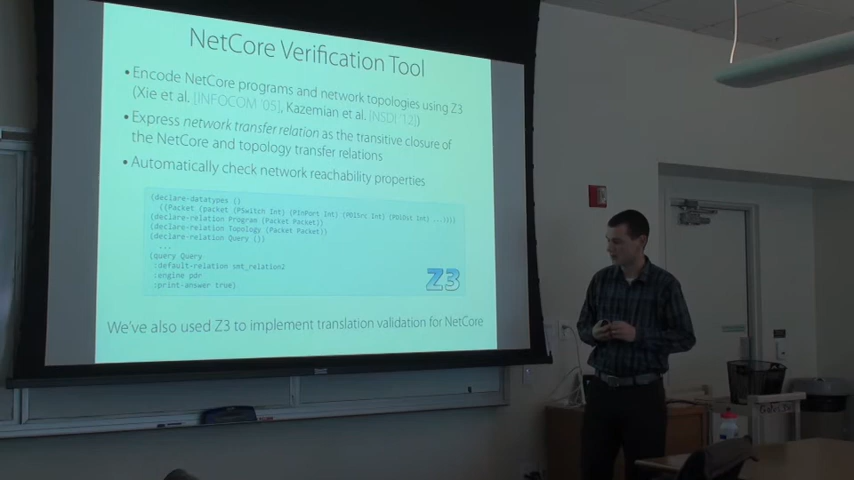 NetCore Verification Tool
• Encode NetCore programs and network topologies using Z3
(Xie et al. [INFOCOM '05], Kazemian et al. [NSDI '12])
• Express network transfer relation as the transitive closure of
the NetCore and topology transfer relations
• Automatically check network reachability properties
(declare-datatypes ()
((Packet (packet (PSwitch Int) (PInPort Int) (PDlSrc Int) (PDlDst Int) ...))))
(declare-relation Program (Packet Packet))
(declare-relation Topology (Packet Packet))
(declare-relation Query ())
...
(query Query
:default-relation smt_relation2
:engine pdr
:print-answer true)
Z3
We've also used Z3 to implement translation validation for NetCore